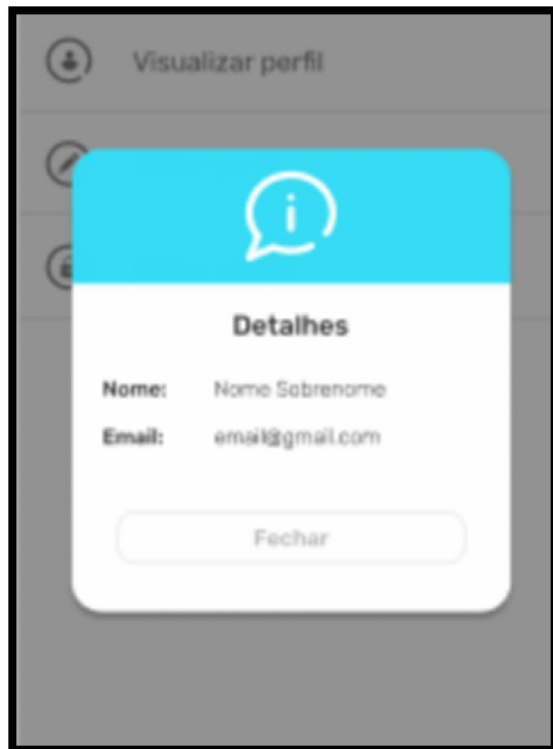 Visualizar perfil
Detalhes
Nome: Nome Sobrenome
Email: email@gmail.com
Fechar